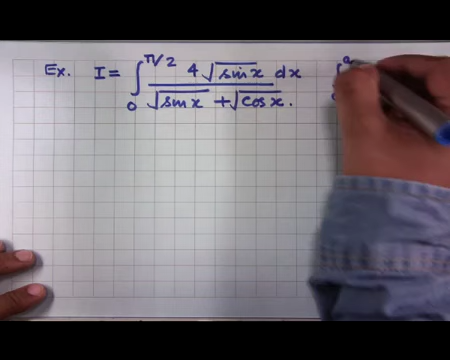 Ex. I = ∫₀^{π/2} 4√sin x / (√sin x + √cos x) dx. ∫^a